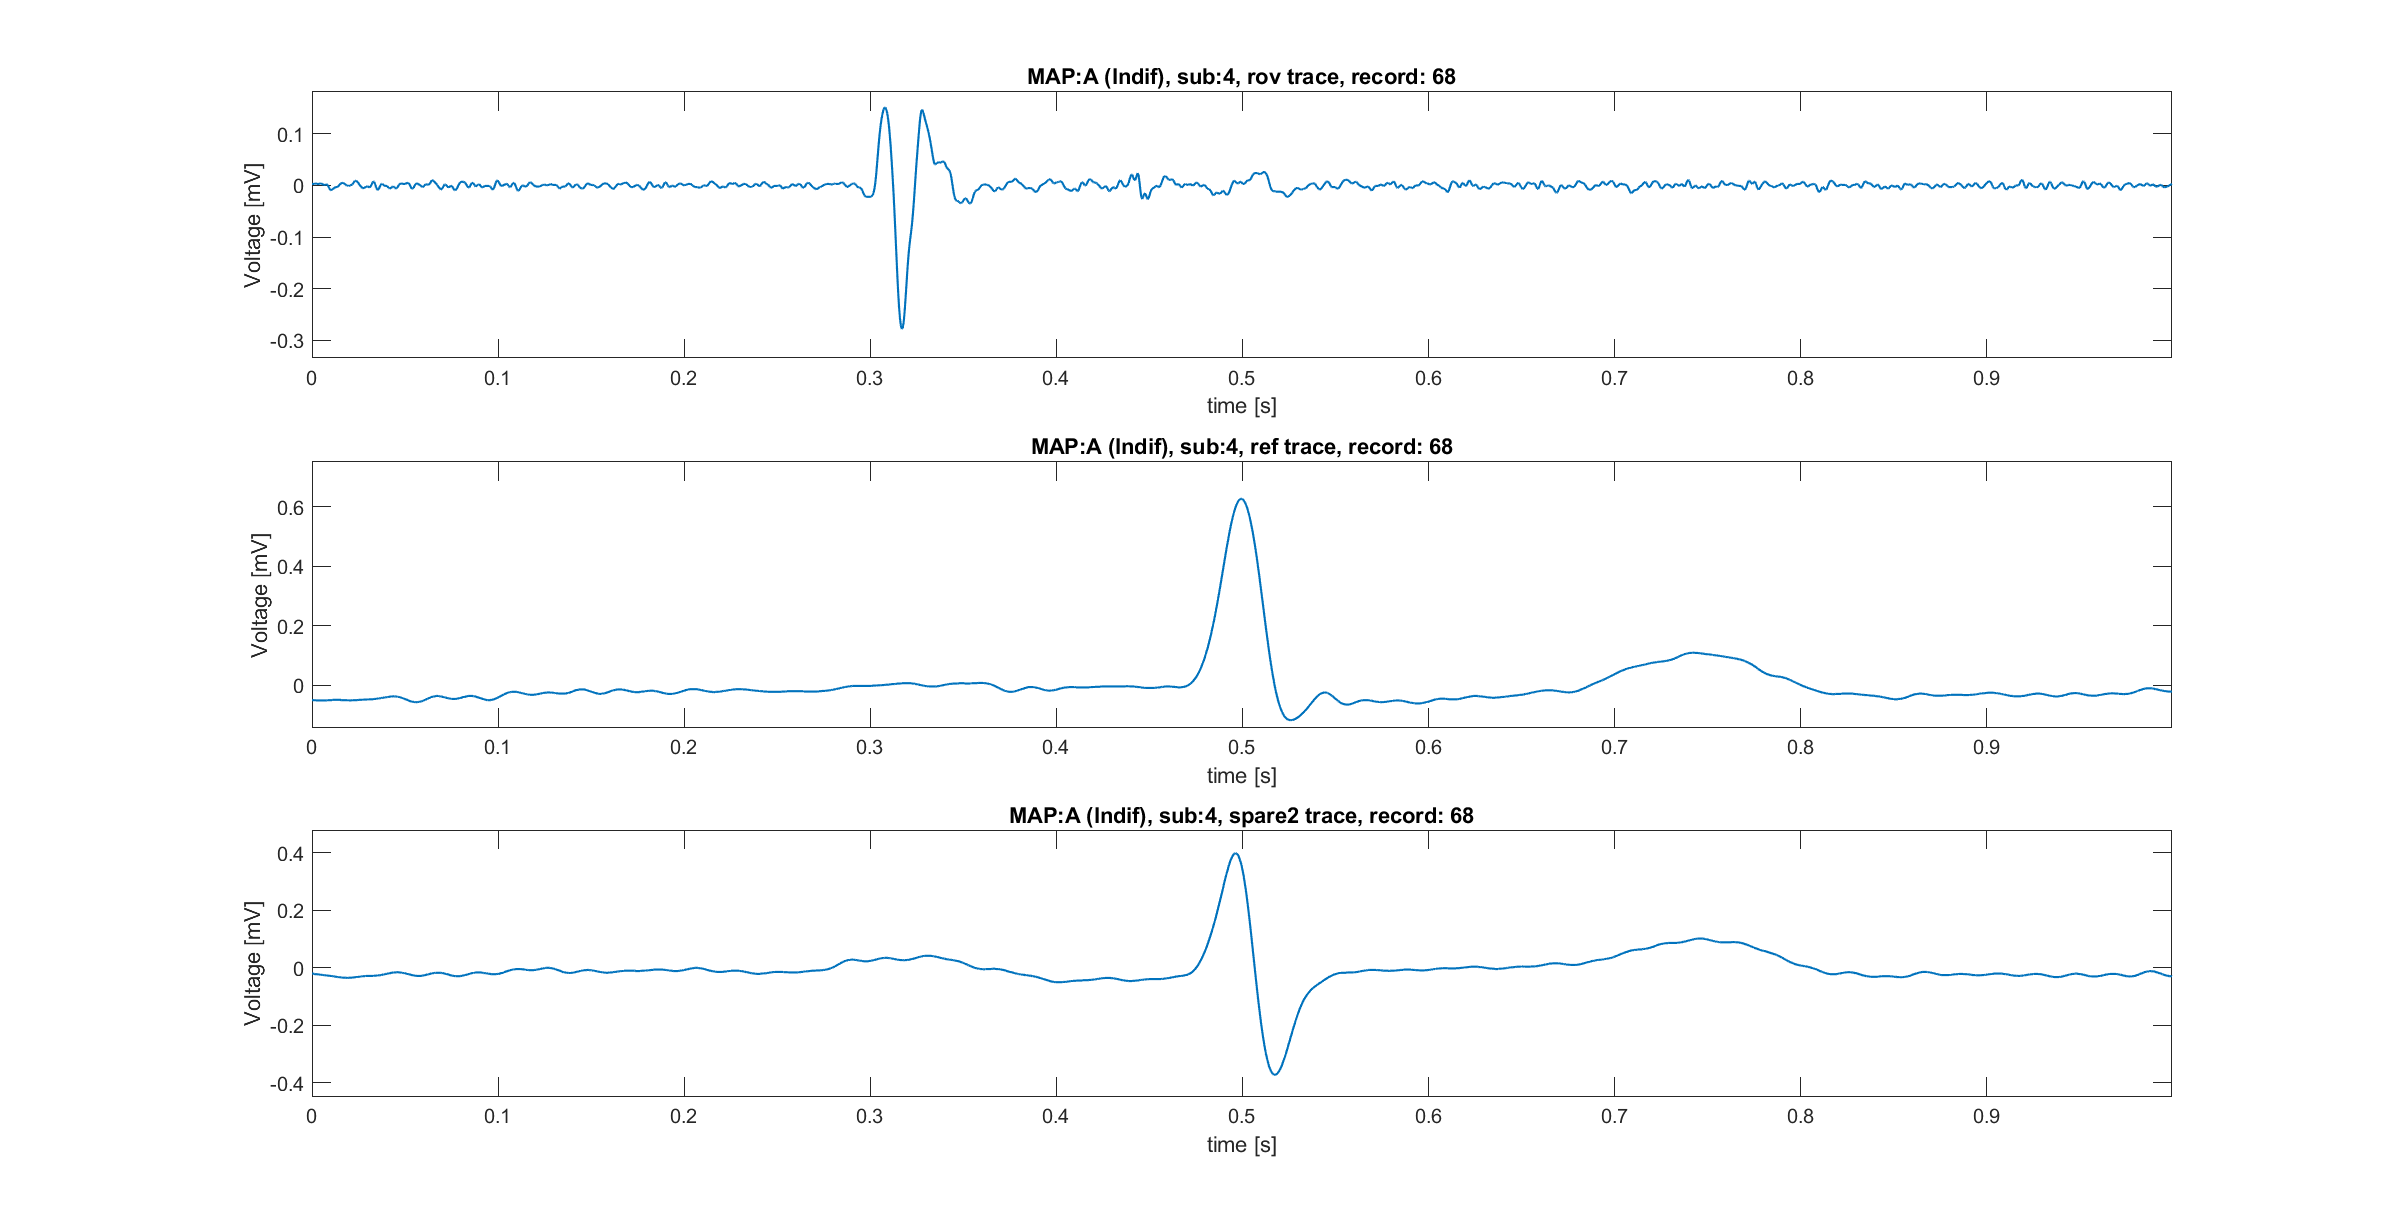 MAP:A (Indif), sub:4, rov trace, record: 68
Voltage [mV]
0.1
0
-0.1
-0.2
-0.3
0 0.1 0.2 0.3 0.4 0.5 0.6 0.7 0.8 0.9
time [s]
MAP:A (Indif), sub:4, ref trace, record: 68
Voltage [mV]
0.6
0.4
0.2
0
0 0.1 0.2 0.3 0.4 0.5 0.6 0.7 0.8 0.9
time [s]
MAP:A (Indif), sub:4, spare2 trace, record: 68
Voltage [mV]
0.4
0.2
0
-0.2
-0.4
0 0.1 0.2 0.3 0.4 0.5 0.6 0.7 0.8 0.9
time [s]